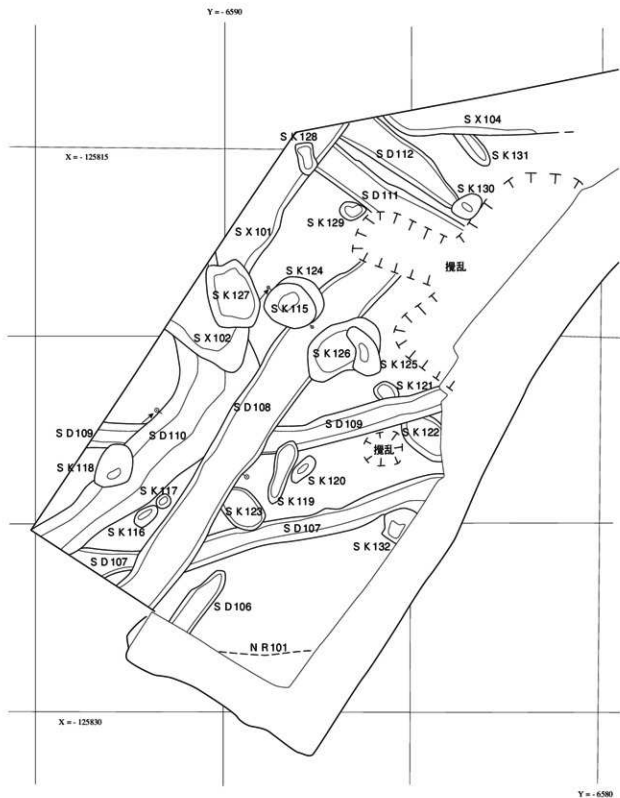 Y = - 6590
S X 104
S K 128
S D 112
S K 131
X = - 125815
S K 130
S D 111
S K 129
S X 101
攪乱
S K 124
S K 127
S K 115
S X 102
S K 126
S K 125
S K 121
S D 108
S D 109
S K 122
S D 109
S D 110
攪乱
S K 118
S K 120
S K 117
S K 119
S K 123
S K 116
S D 107
S K 132
S D 107
S D 106
N R 101
X = - 125830
Y = - 6580